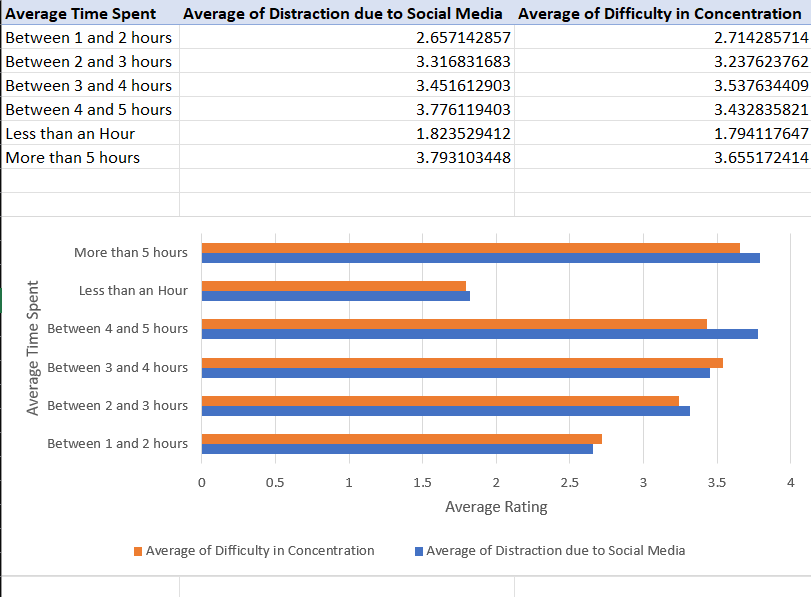 Average Time Spent Average of Distraction due to Social Media Average of Difficulty in Concentration
Between 1 and 2 hours 2.657142857 2.714285714
Between 2 and 3 hours 3.316831683 3.237623762
Between 3 and 4 hours 3.451612903 3.537634409
Between 4 and 5 hours 3.776119403 3.432835821
Less than an Hour 1.823529412 1.794117647
More than 5 hours 3.793103448 3.655172414
Average Time Spent
More than 5 hours
Less than an Hour
Between 4 and 5 hours
Between 3 and 4 hours
Between 2 and 3 hours
Between 1 and 2 hours
0 0.5 1 1.5 2 2.5 3 3.5 4
Average Rating
Average of Difficulty in Concentration Average of Distraction due to Social Media